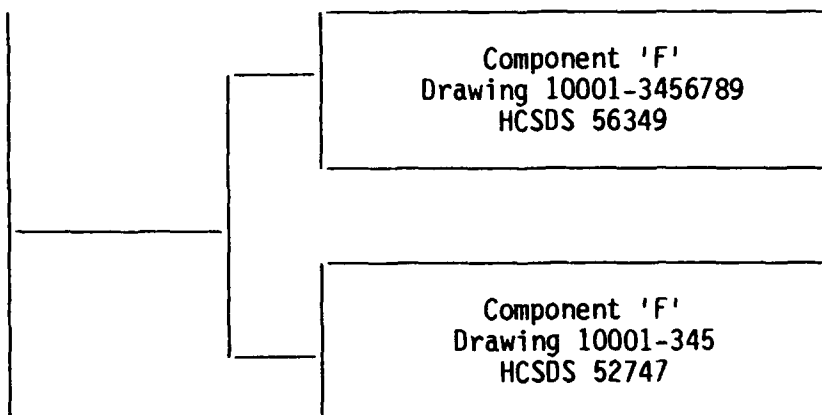 Component 'F'
Drawing 10001-3456789
HCSDS 56349
Component 'F'
Drawing 10001-345
HCSDS 52747